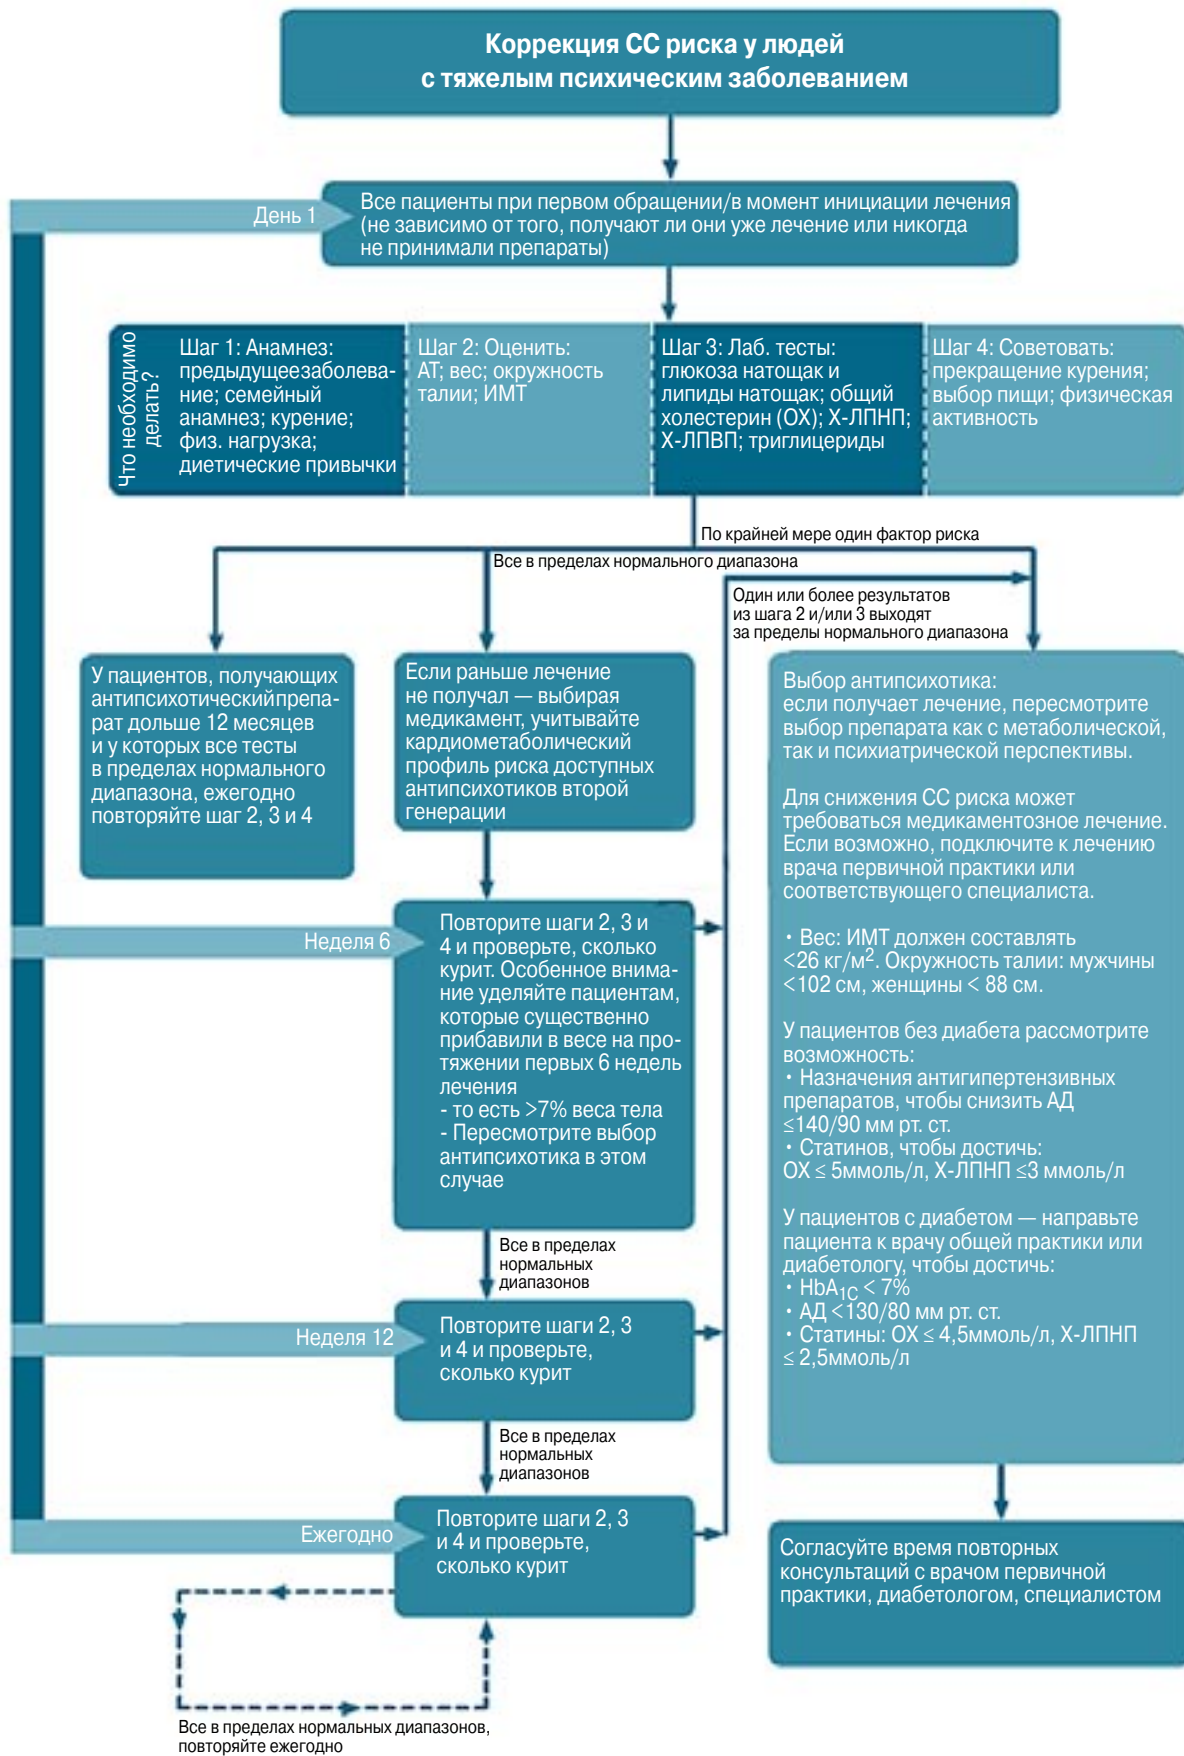 Коррекция СС риска у людей
с тяжелым психическим заболеванием
День 1
Все пациенты при первом обращении/в момент инициации лечения
(не зависимо от того, получают ли они уже лечение или никогда
не принимали препараты)
Что необходимо
делать?
Шаг 1: Анамнез:
предыдущеезаболева-
ние; семейный
анамнез; курение;
физ. нагрузка;
диетические привычки
Шаг 2: Оценить:
АТ; вес; окружность
талии; ИМТ
Шаг 3: Лаб. тесты:
глюкоза натощак и
липиды натощак; общий
холестерин (ОХ); Х-ЛПНП;
Х-ЛПВП; триглицериды
Шаг 4: Советовать:
прекращение курения;
выбор пищи; физическая
активность
По крайней мере один фактор риска
Все в пределах нормального диапазона
Один или более результатов
из шага 2 и/или 3 выходят
за пределы нормального диапазона
У пациентов, получающих
антипсихотическийпрепа-
рат дольше 12 месяцев
и у которых все тесты
в пределах нормального
диапазона, ежегодно
повторяйте шаг 2, 3 и 4
Если раньше лечение
не получал — выбирая
медикамент, учитывайте
кардиометаболический
профиль риска доступных
антипсихотиков второй
генерации
Выбор антипсихотика:
если получает лечение, пересмотрите
выбор препарата как с метаболической,
так и психиатрической перспективы.
Для снижения СС риска может
требоваться медикаментозное лечение.
Если возможно, подключите к лечению
врача первичной практики или
соответствующего специалиста.
• Вес: ИМТ должен составлять
<26 кг/м². Окружность талии: мужчины
<102 см, женщины < 88 см.
У пациентов без диабета рассмотрите
возможность:
• Назначения антигипертензивных
препаратов, чтобы снизить АД
≤140/90 мм рт. ст.
• Статинов, чтобы достичь:
ОХ ≤ 5ммоль/л, Х-ЛПНП ≤3 ммоль/л
У пациентов с диабетом — направьте
пациента к врачу общей практики или
диабетологу, чтобы достичь:
• HbA1C < 7%
• АД <130/80 мм рт. ст.
• Статины: ОХ ≤ 4,5ммоль/л, Х-ЛПНП
≤ 2,5ммоль/л
Неделя 6
Повторите шаги 2, 3 и
4 и проверьте, сколько
курит. Особенное внима-
ние уделяйте пациентам,
которые существенно
прибавили в весе на про-
тяжении первых 6 недель
лечения
- то есть >7% веса тела
- Пересмотрите выбор
антипсихотика в этом
случае
Все в пределах
нормальных
диапазонов
Неделя 12
Повторите шаги 2, 3
и 4 и проверьте,
сколько курит
Все в пределах
нормальных
диапазонов
Ежегодно
Повторите шаги 2, 3
и 4 и проверьте,
сколько курит
Согласуйте время повторных
консультаций с врачом первичной
практики, диабетологом, специалистом
Все в пределах нормальных диапазонов,
повторяйте ежегодно